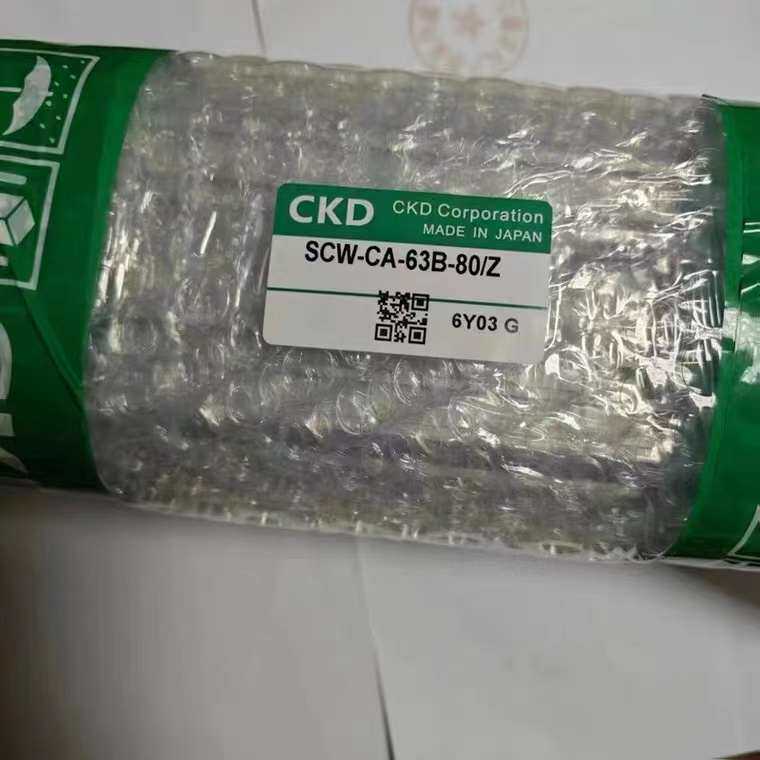 CKD
CKD Corporation
MADE IN JAPAN
SCW-CA-63B-80/Z
6Y03 G